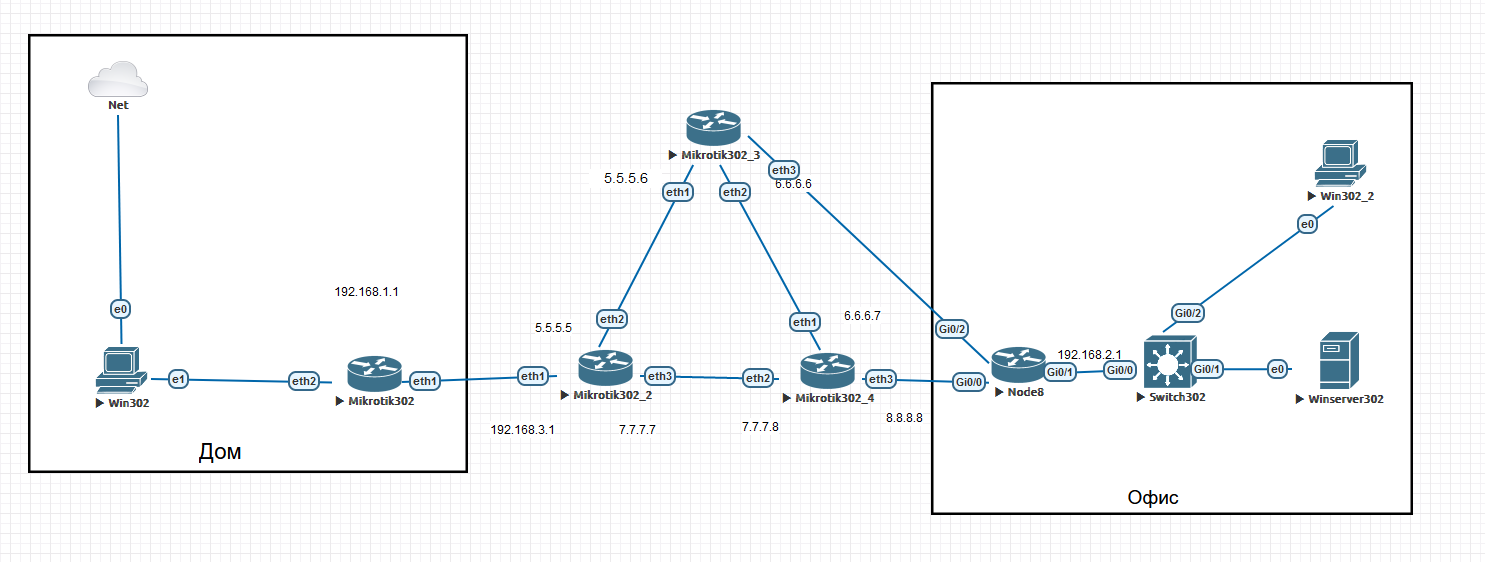 Net
e0
192.168.1.1
e1
eth2
eth1
Win302
Mikrotik302
Дом
Mikrotik302_3
eth3
6.6.6.6
5.5.5.6
eth1
eth2
5.5.5.5
eth2
eth1
6.6.6.7
eth1
eth3
eth2
eth3
Mikrotik302_2
Mikrotik302_4
192.168.3.1
7.7.7.7
7.7.7.8
8.8.8.8
Win302_2
e0
Gi0/2
Gi0/2
192.168.2.1
Gi0/0
Gi0/1
Gi0/0
Gi0/1
e0
Node8
Switch302
Winserver302
Офис